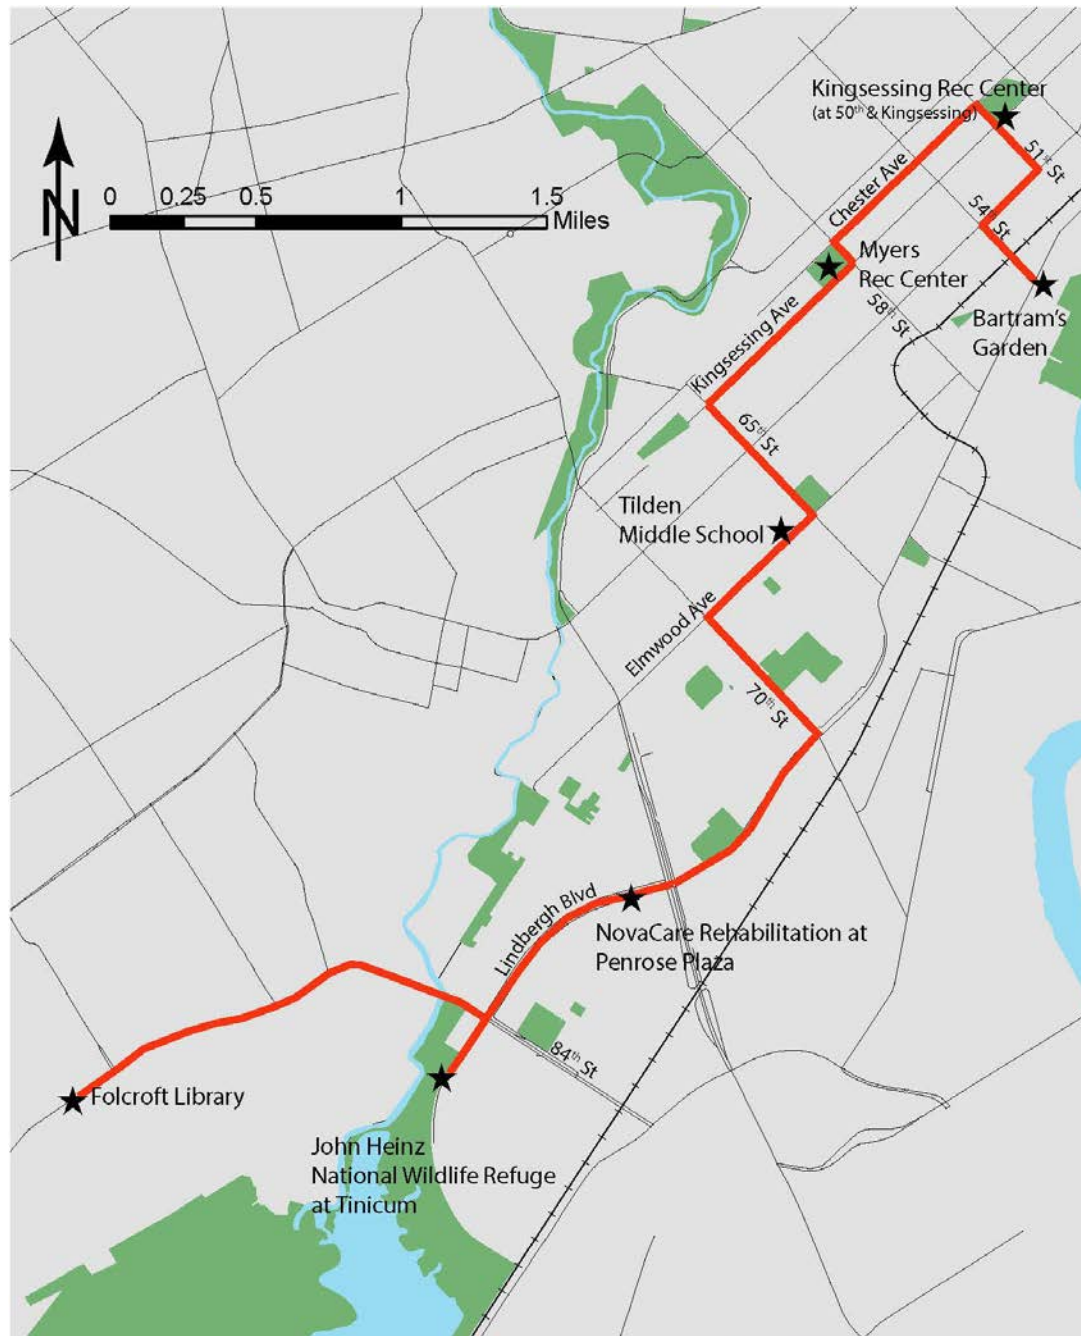 Kingsessing Rec Center
(at 50th & Kingsessing)
51st St
N
0 0.25 0.5 1 1.5
Miles
Chester Ave
54th St
Myers
Rec Center
58th St
Bartram's
Garden
Kingsessing Ave
65th St
Tilden
Middle School
Elmwood Ave
70th St
Lindbergh Blvd
NovaCare Rehabilitation at
Penrose Plaza
84th St
Folcroft Library
John Heinz
National Wildlife Refuge
at Tinicum